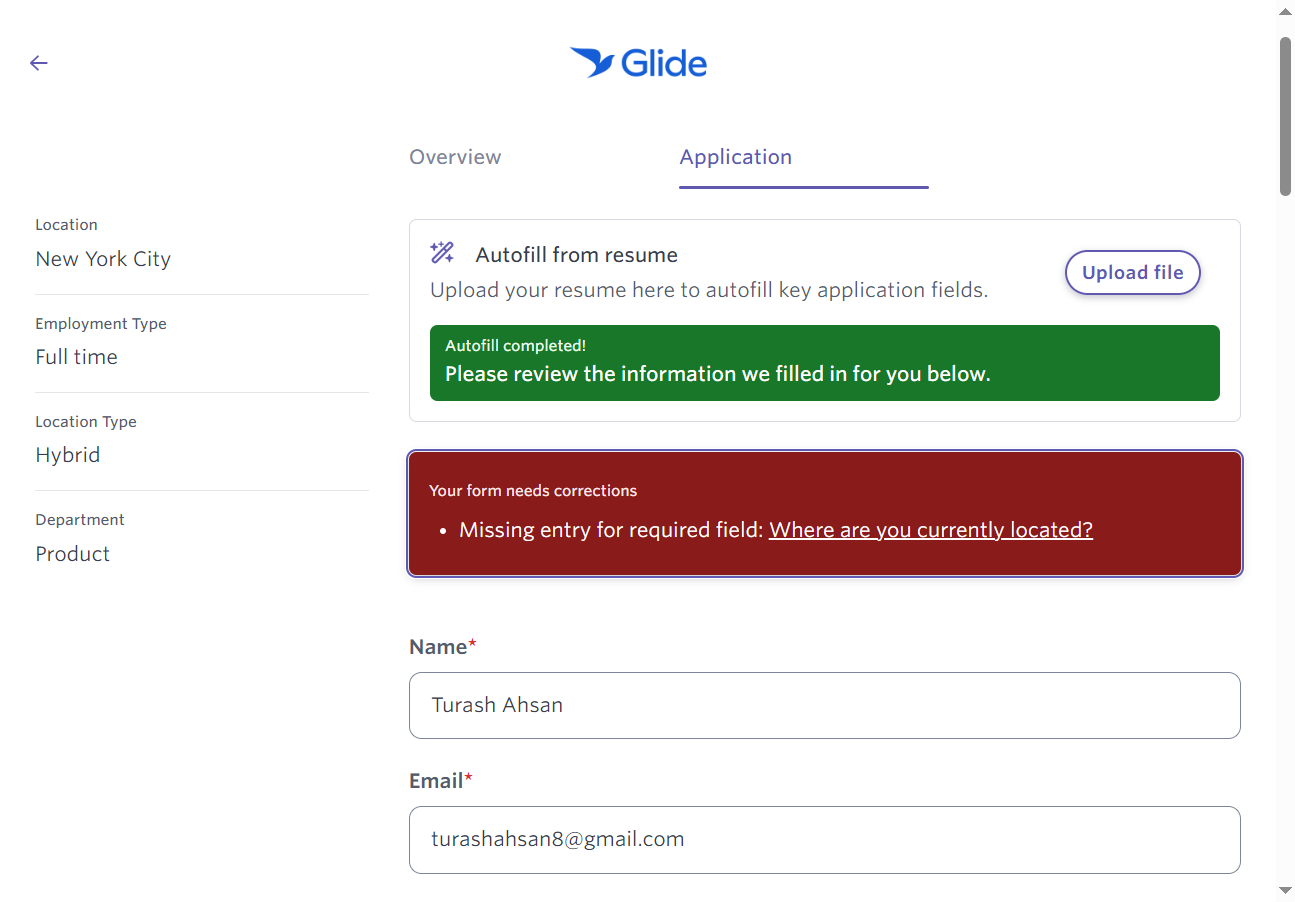 Glide
Overview
Application
Location
New York City
Employment Type
Full time
Location Type
Hybrid
Department
Product
Autofill from resume
Upload your resume here to autofill key application fields.
Upload file
Autofill completed!
Please review the information we filled in for you below.
Your form needs corrections
• Missing entry for required field: Where are you currently located?
Name*
Turash Ahsan
Email*
turashahsan8@gmail.com